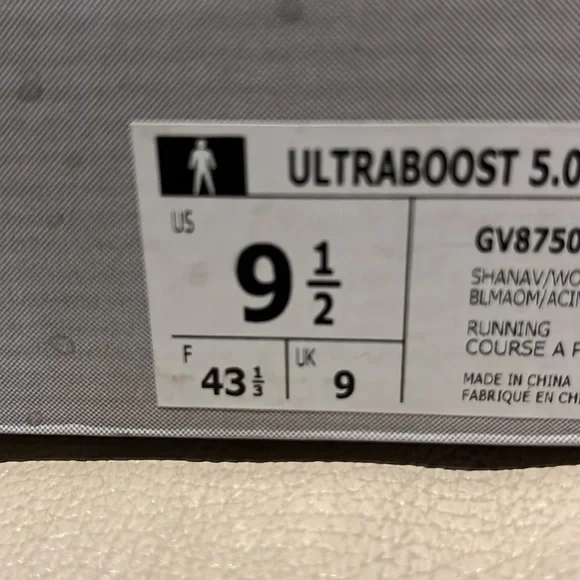 ULTRABOOST 5.0
US
9 1/2
F
43 1/3
UK
9
GV8750
SHANAV/WO
BLMAOM/ACI
RUNNING
COURSE A
MADE IN CHINA
FABRIQUÉ EN CH